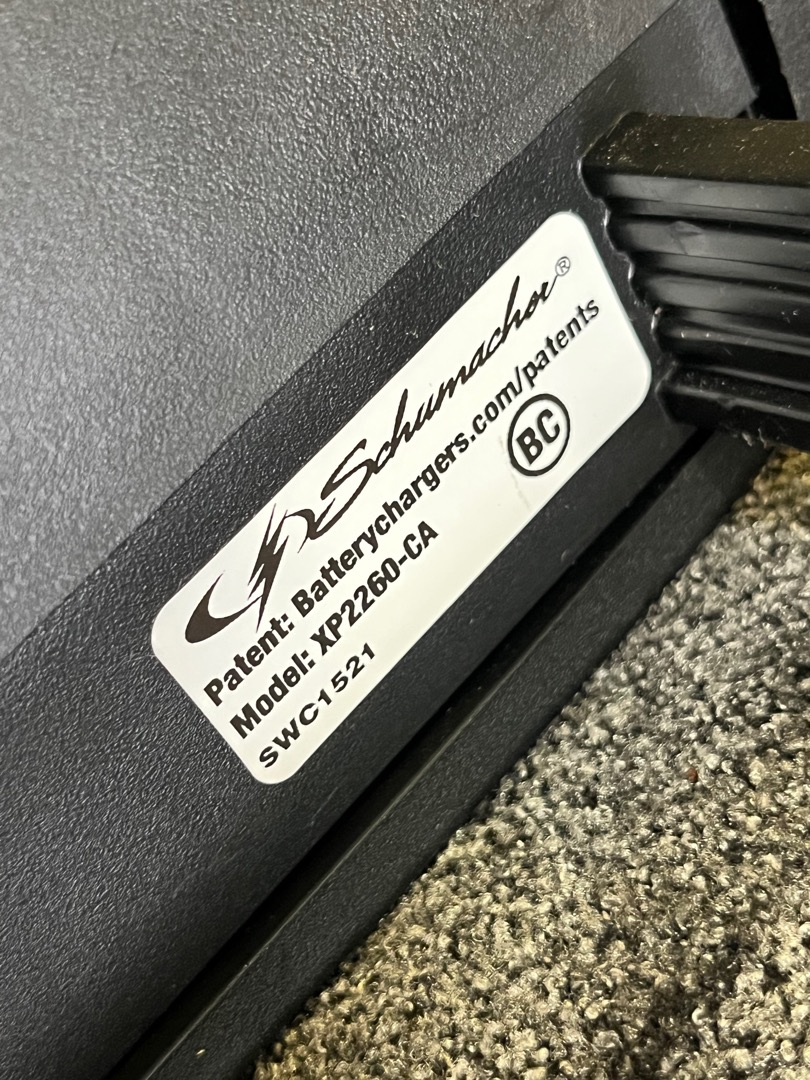 Schumacher®
Patent: Batterychargers.com/patents
Model: XP2260-CA
BC
SWC1521